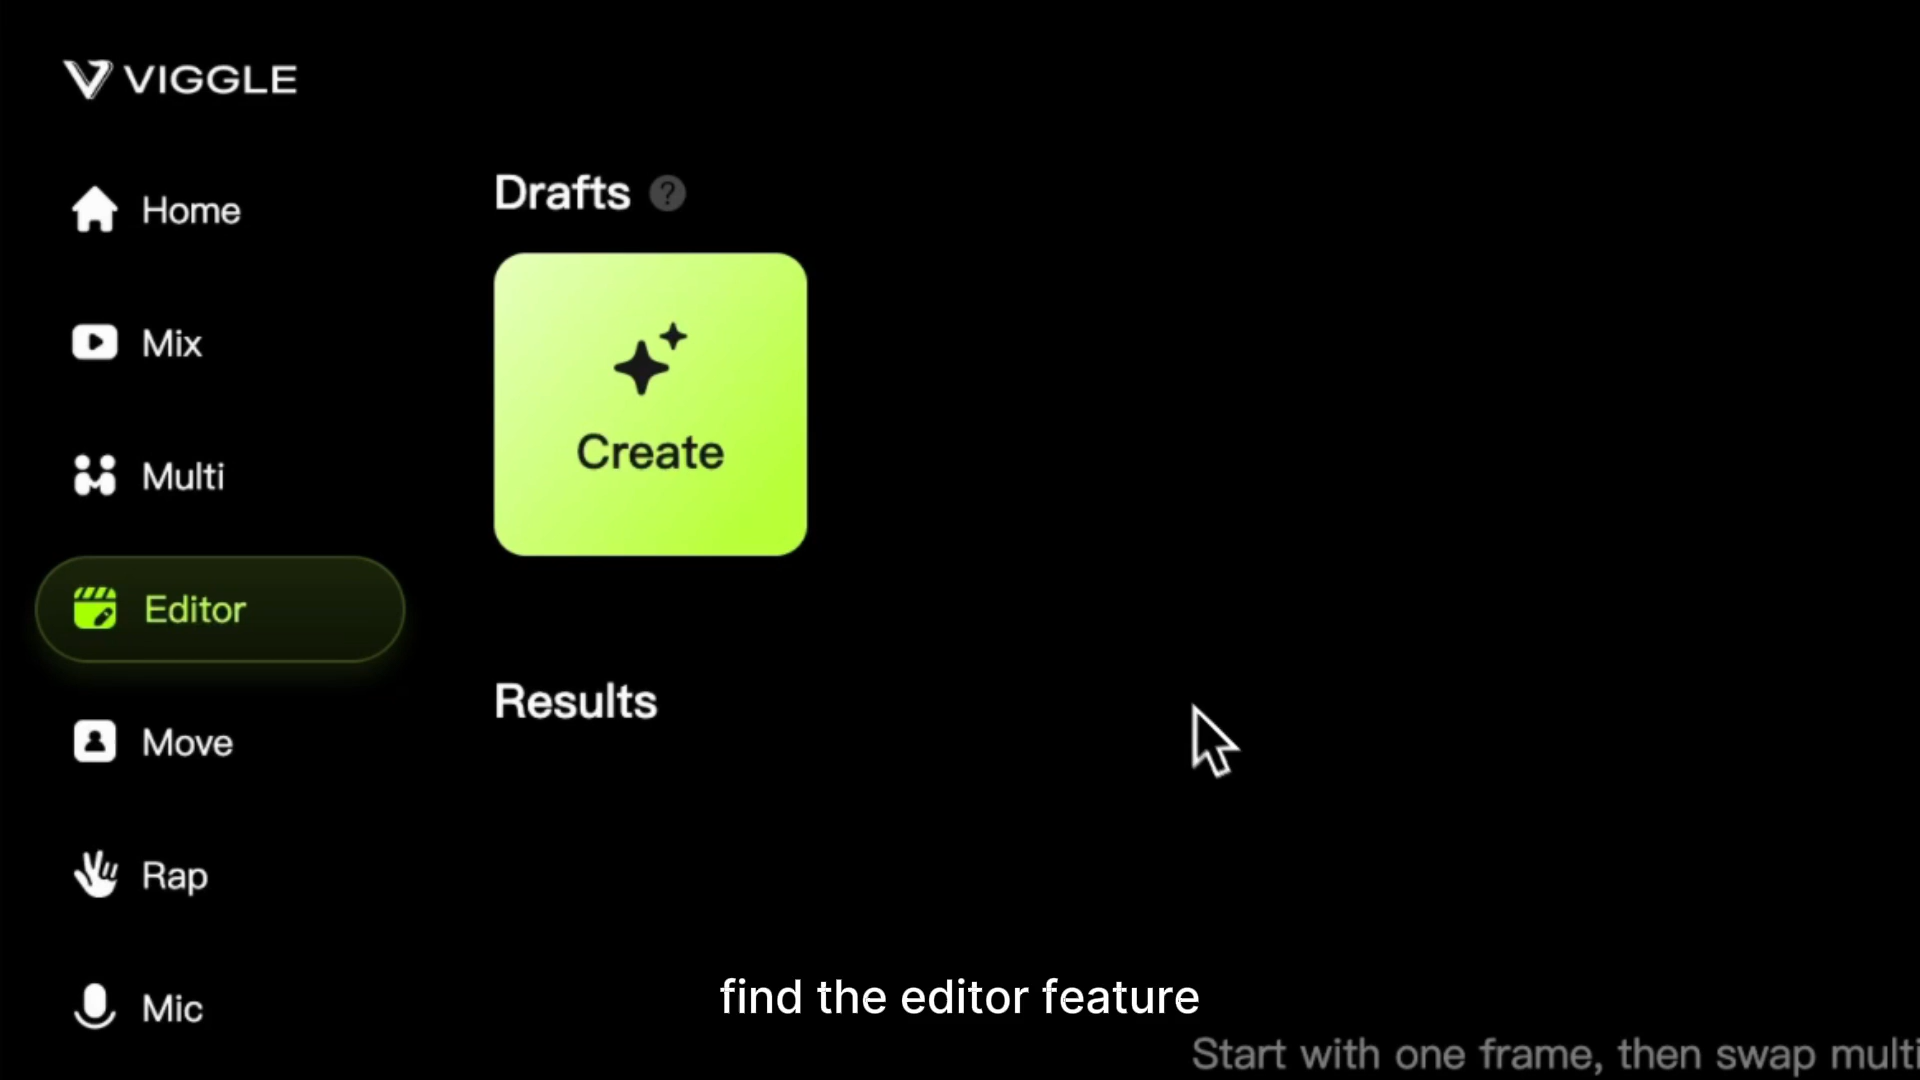 VIGGLE
Home
Mix
Multi
Editor
Move
Rap
Mic
Drafts ?
Create
Results
find the editor feature
Start with one frame, then swap multi